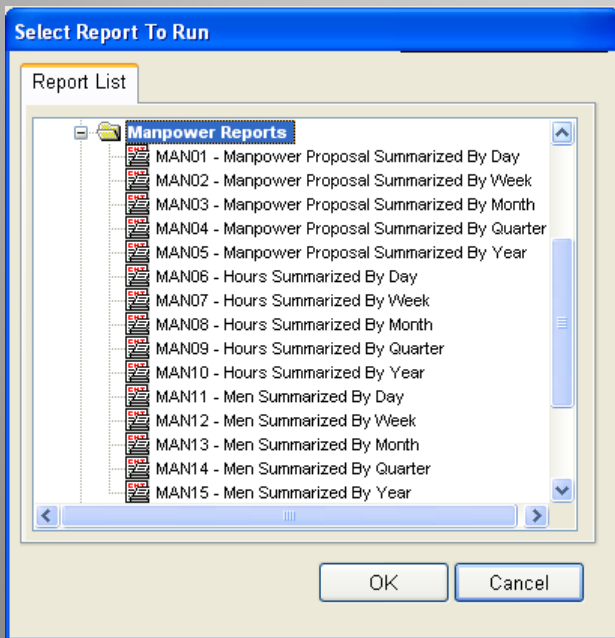 Select Report To Run
Report List
Manpower Reports
MAN01 - Manpower Proposal Summarized By Day
MAN02 - Manpower Proposal Summarized By Week
MAN03 - Manpower Proposal Summarized By Month
MAN04 - Manpower Proposal Summarized By Quarter
MAN05 - Manpower Proposal Summarized By Year
MAN06 - Hours Summarized By Day
MAN07 - Hours Summarized By Week
MAN08 - Hours Summarized By Month
MAN09 - Hours Summarized By Quarter
MAN10 - Hours Summarized By Year
MAN11 - Men Summarized By Day
MAN12 - Men Summarized By Week
MAN13 - Men Summarized By Month
MAN14 - Men Summarized By Quarter
MAN15 - Men Summarized By Year
OK Cancel